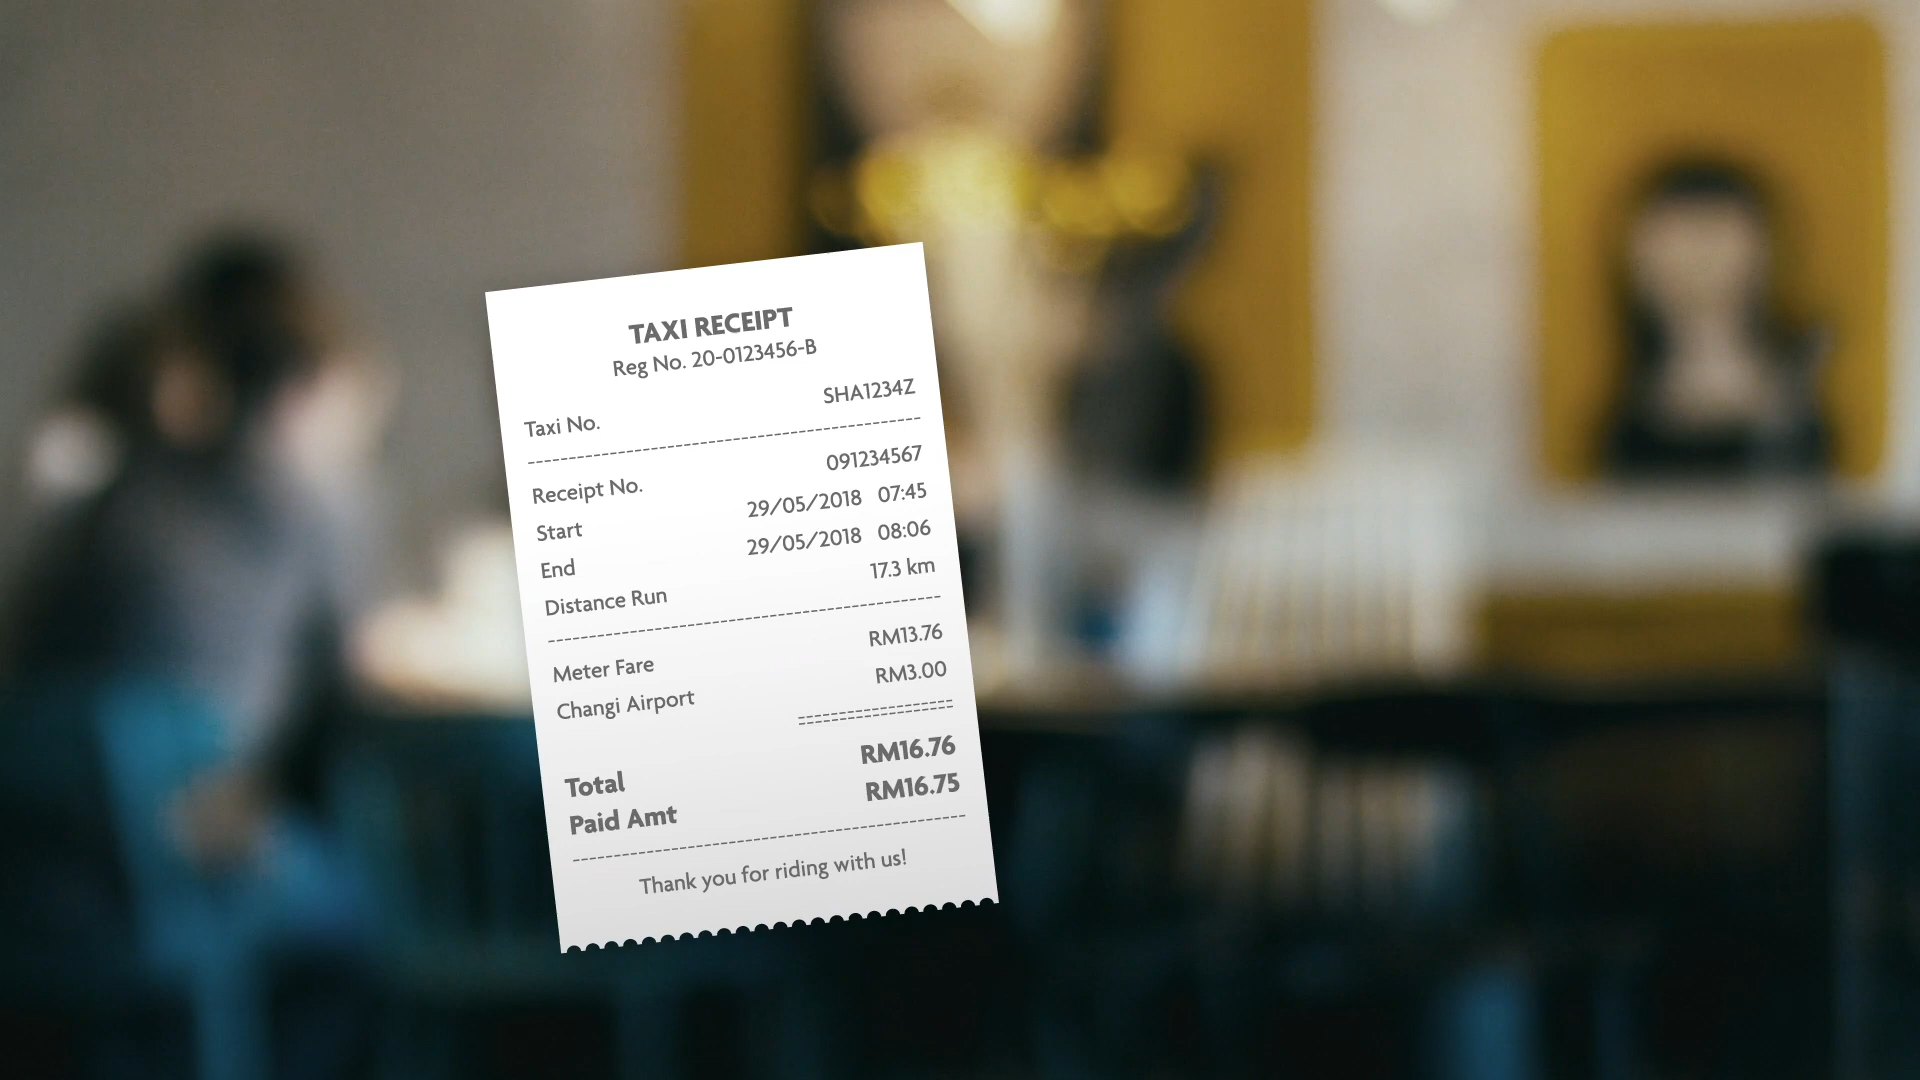 TAXI RECEIPT
Reg No. 20-0123456-B
Taxi No. SHA1234Z
Receipt No. 091234567
Start 29/05/2018 07:45
End 29/05/2018 08:06
Distance Run 17.3 km
Meter Fare RM13.76
Changi Airport RM3.00
Total RM16.76
Paid Amt RM16.75
Thank you for riding with us!